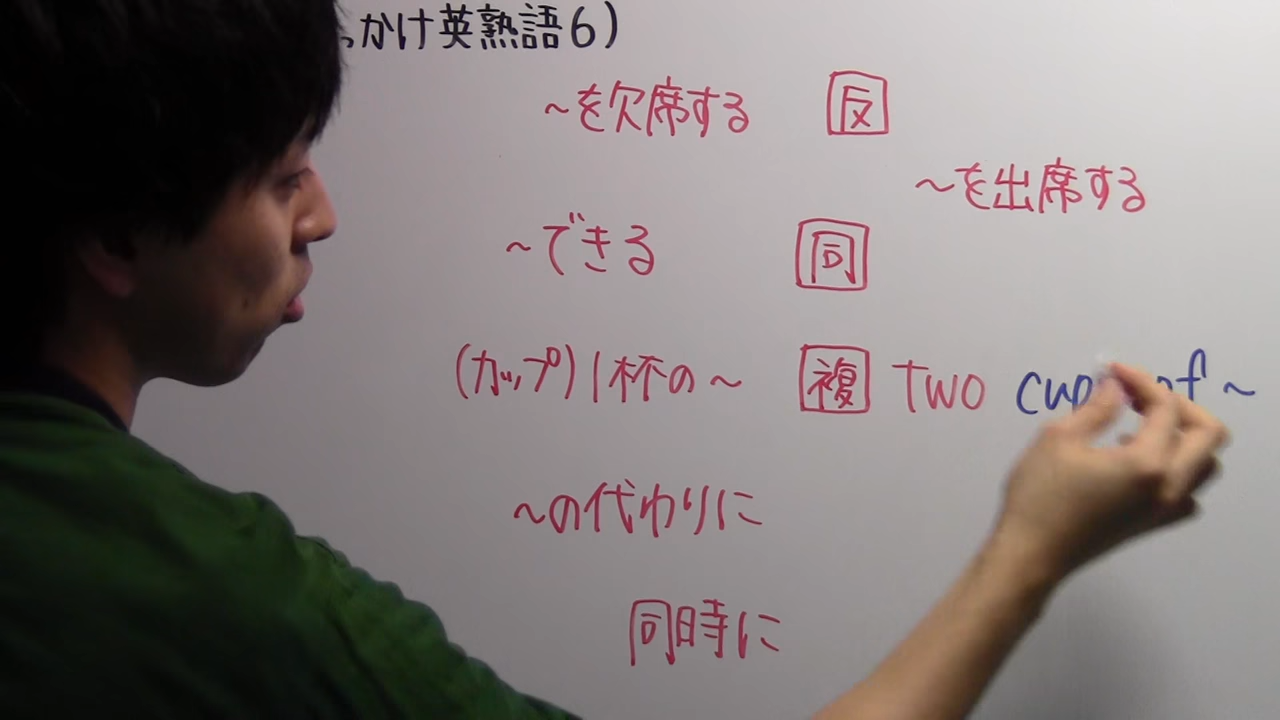 っかけ英熟語6)
~を欠席する 反
~を出席する
~できる 同
(カップ)1杯の~ 複 two cups of ~
~の代わりに
同時に